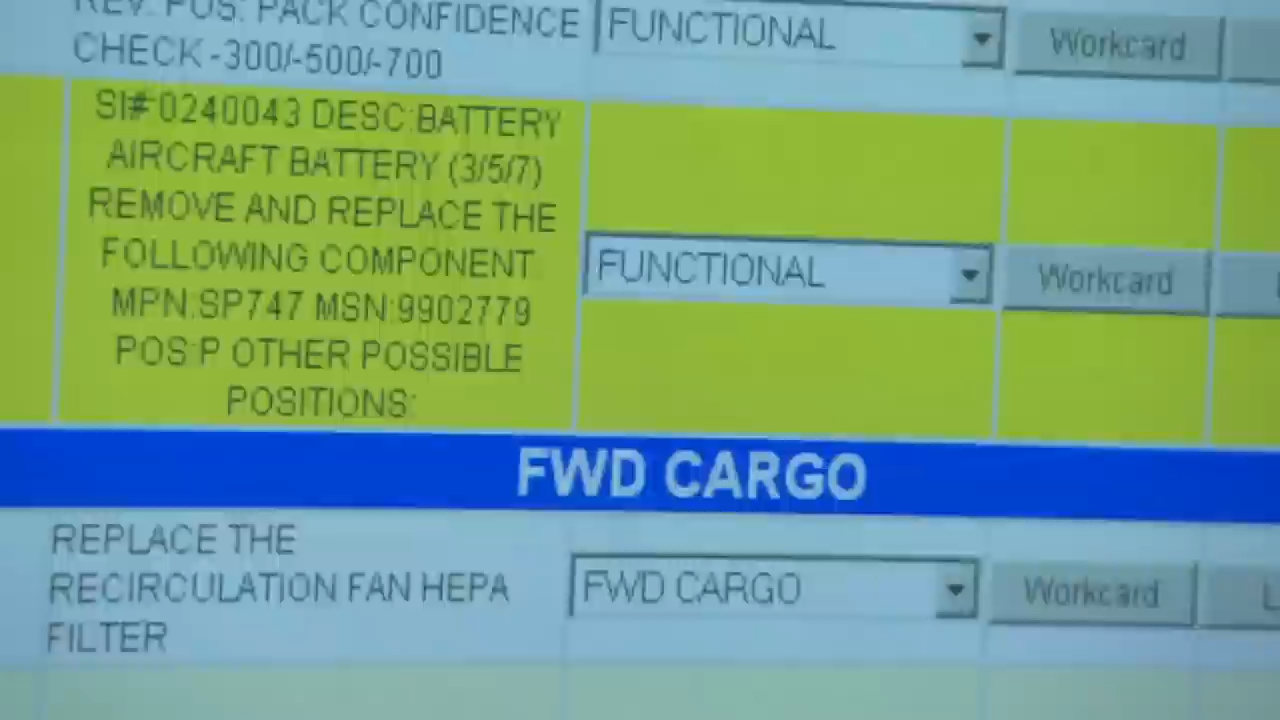 REV: POS: PACK CONFIDENCE
CHECK -300/-500/-700
FUNCTIONAL
Workcard
SI#:0240043 DESC:BATTERY
AIRCRAFT BATTERY (3/5/7)
REMOVE AND REPLACE THE
FOLLOWING COMPONENT.
MPN:SP747 MSN:9902779
POS:P OTHER POSSIBLE
POSITIONS:
FUNCTIONAL
Workcard
FWD CARGO
REPLACE THE
RECIRCULATION FAN HEPA
FILTER
FWD CARGO
Workcard